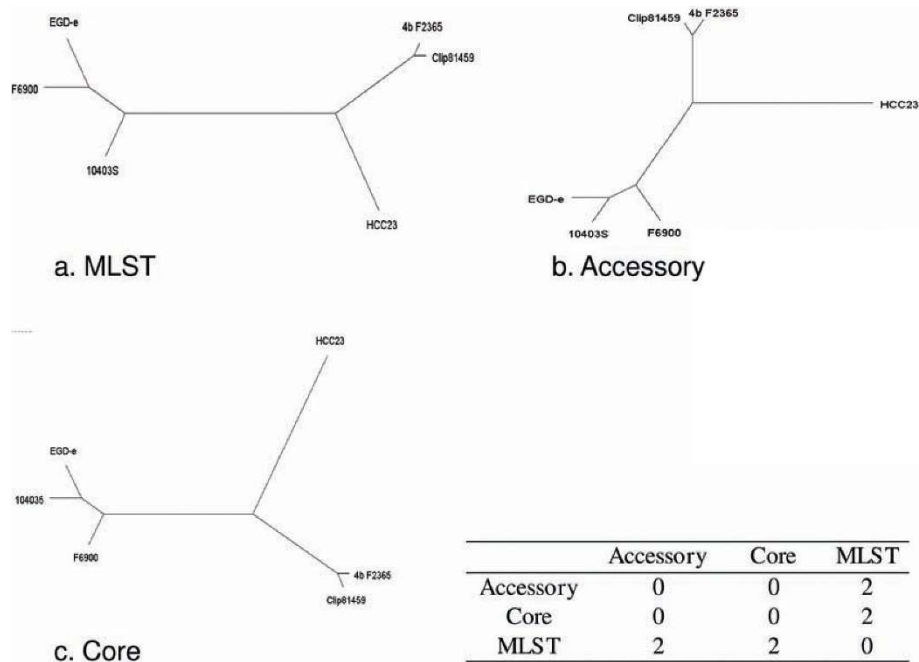 EGD-e
F6900
10403S
4b F2365
Clip81459
HCC23
a. MLST
Clip81459 4b F2365
HCC23
EGD-e
10403S
F6900
b. Accessory
HCC23
EGD-e
10403S
F6900
4b F2365
Clip81459
c. Core
Accessory Core MLST
Accessory 0 0 2
Core 0 0 2
MLST 2 2 0